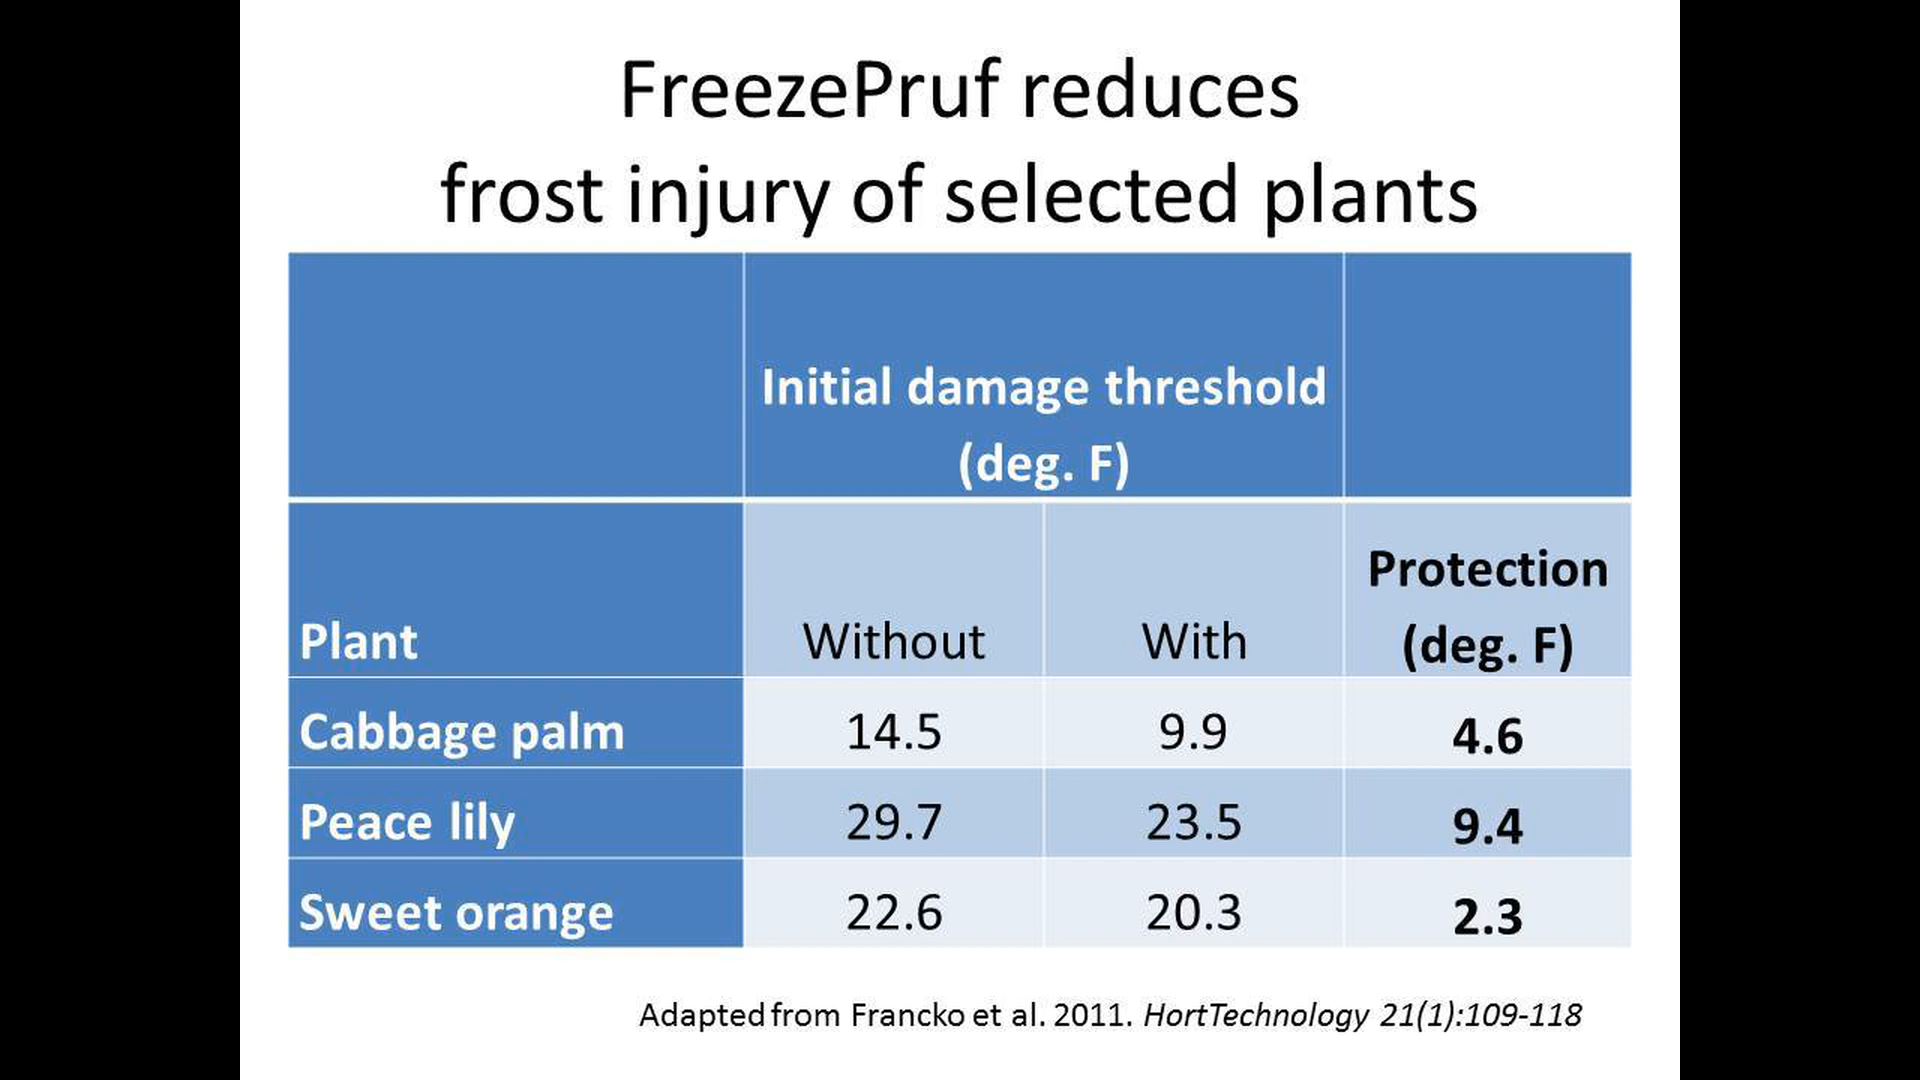 FreezePruf reduces
frost injury of selected plants
Initial damage threshold
(deg. F)
Plant Without With Protection
(deg. F)
Cabbage palm 14.5 9.9 4.6
Peace lily 29.7 23.5 9.4
Sweet orange 22.6 20.3 2.3
Adapted from Francko et al. 2011. HortTechnology 21(1):109-118